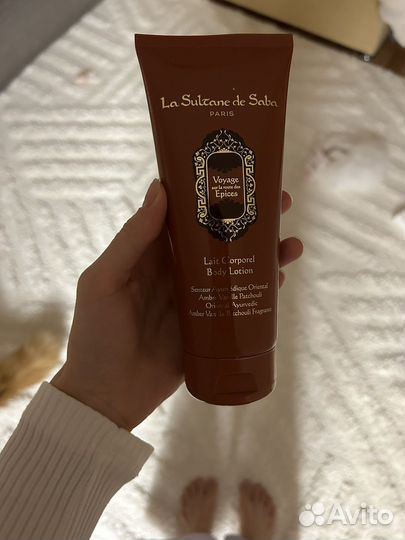 La Sultane de Saba
PARIS
Voyage
sur la route des
Epices
Lait Corporel
Body Lotion
Senteur Ayurvédique Oriental
Ambre Vanille Patchouli
Oriental Ayurvedic
Amber Vanilla Patchouli Fragrance
Avito